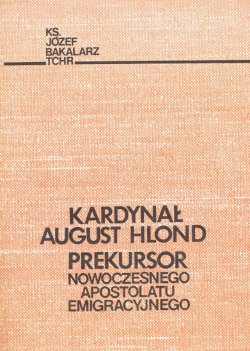 KS.
JÓZEF
BAKALARZ
TCHR
KARDYNAŁ
AUGUST HLOND
PREKURSOR
NOWOCZESNEGO
APOSTOLATU
EMIGRACYJNEGO